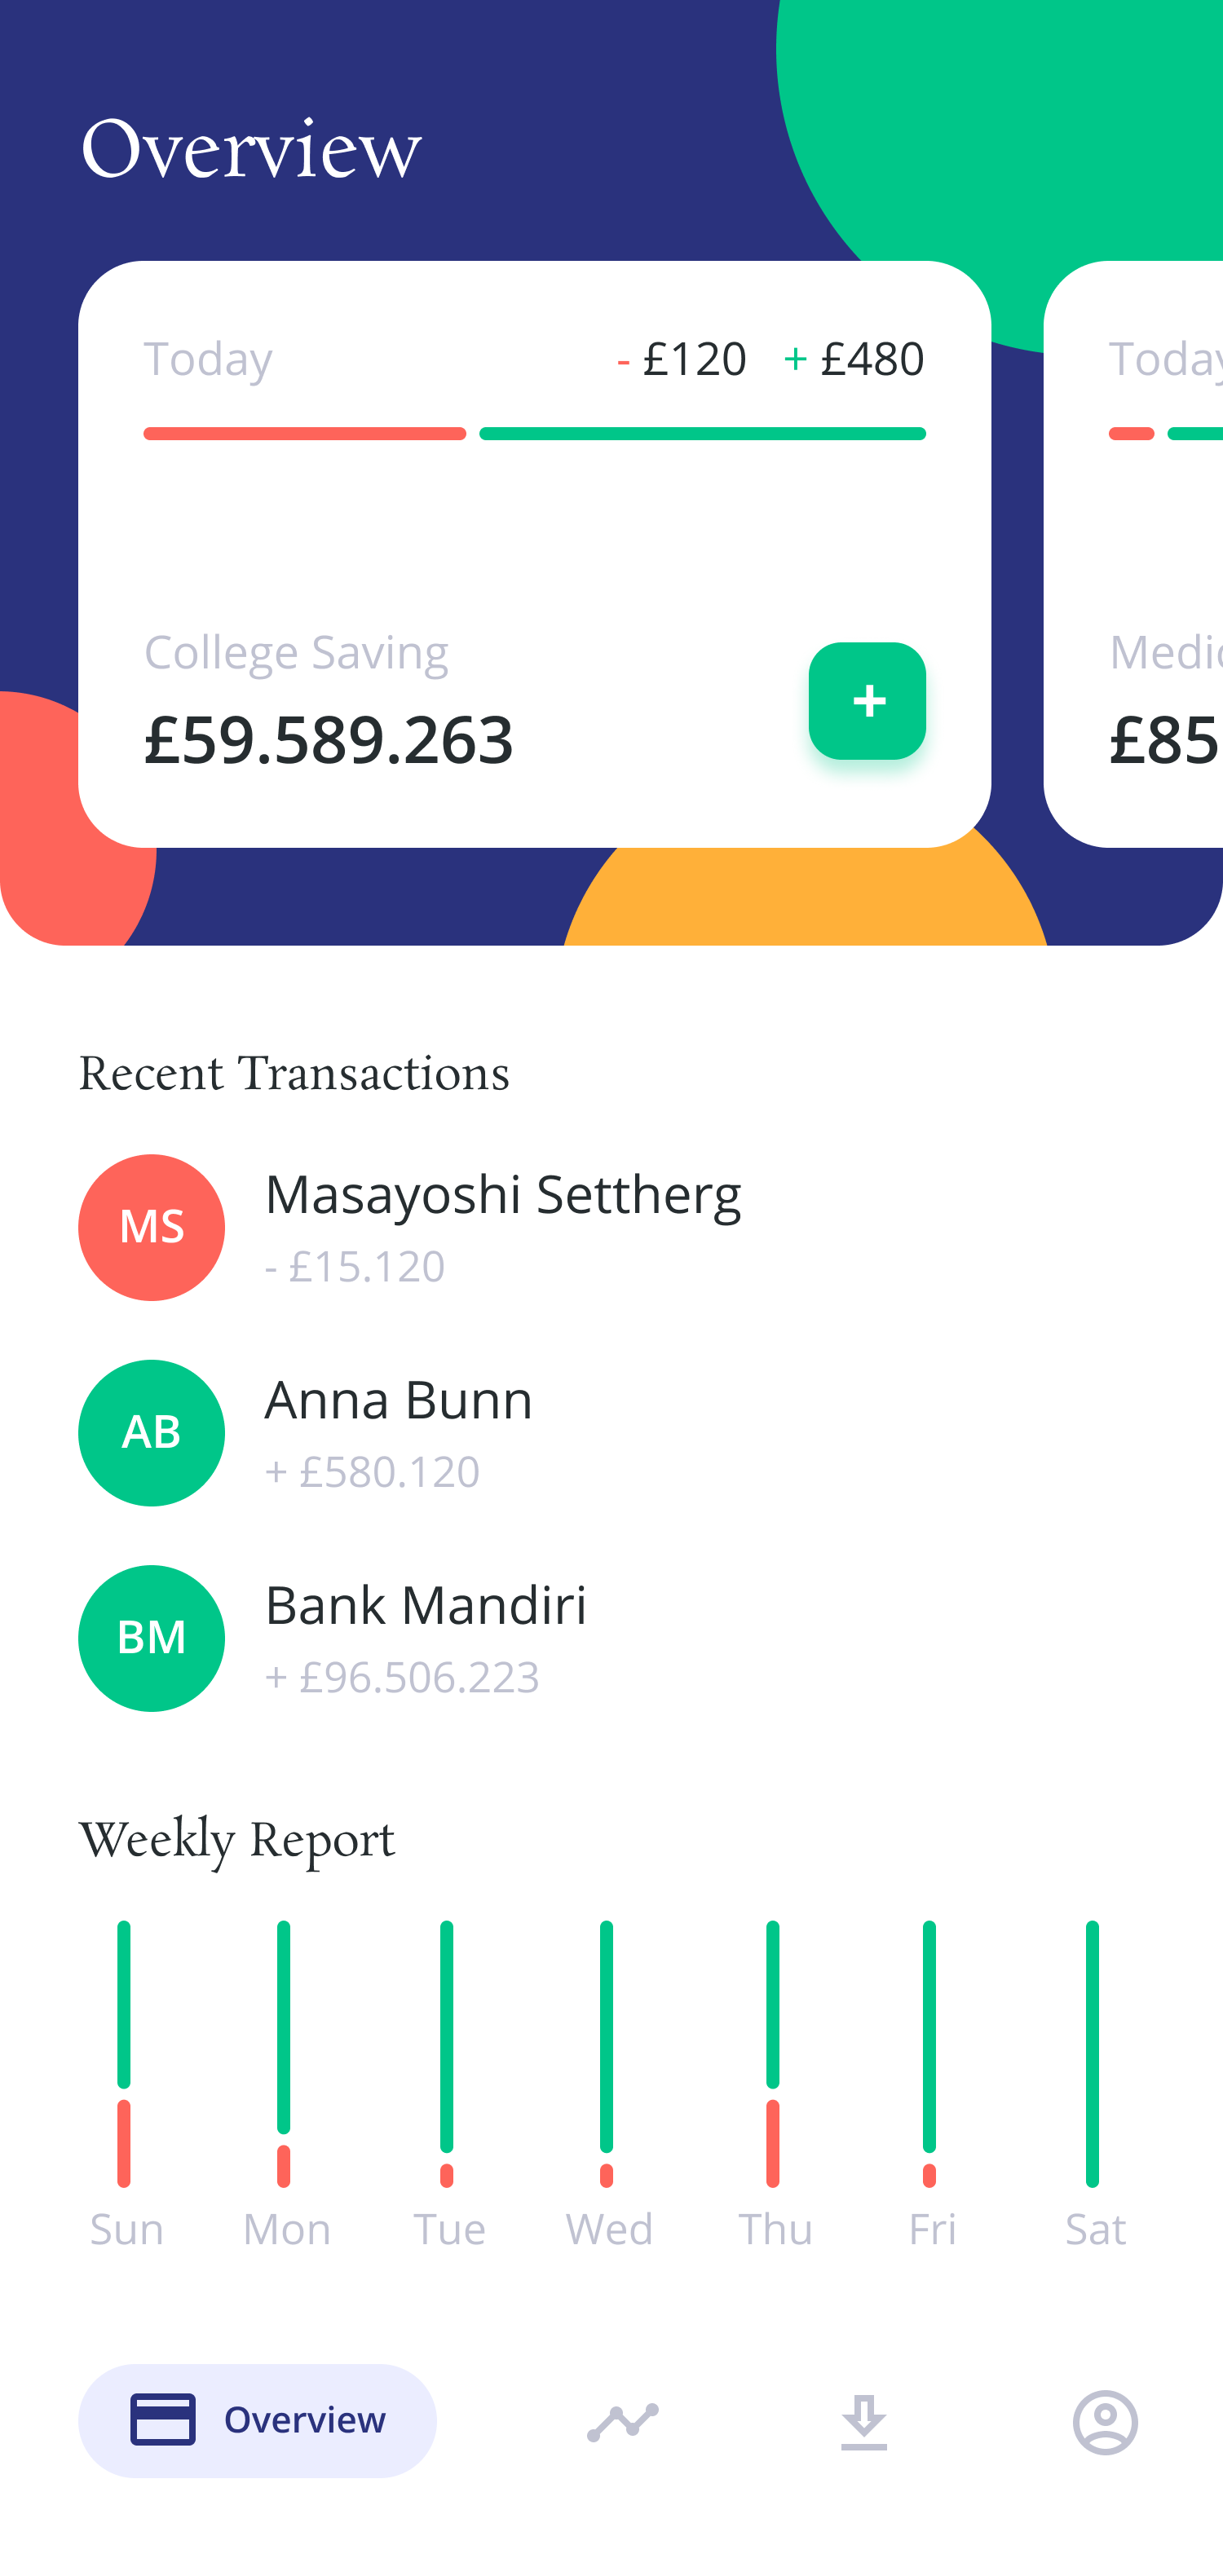 Overview
Today - £120 + £480
Today
College Saving
£59.589.263
+
£85
Recent Transactions
MS
Masayoshi Settherg
- £15.120
AB
Anna Bunn
+ £580.120
BM
Bank Mandiri
+ £96.506.223
Weekly Report
Sun Mon Tue Wed Thu Fri Sat
Overview